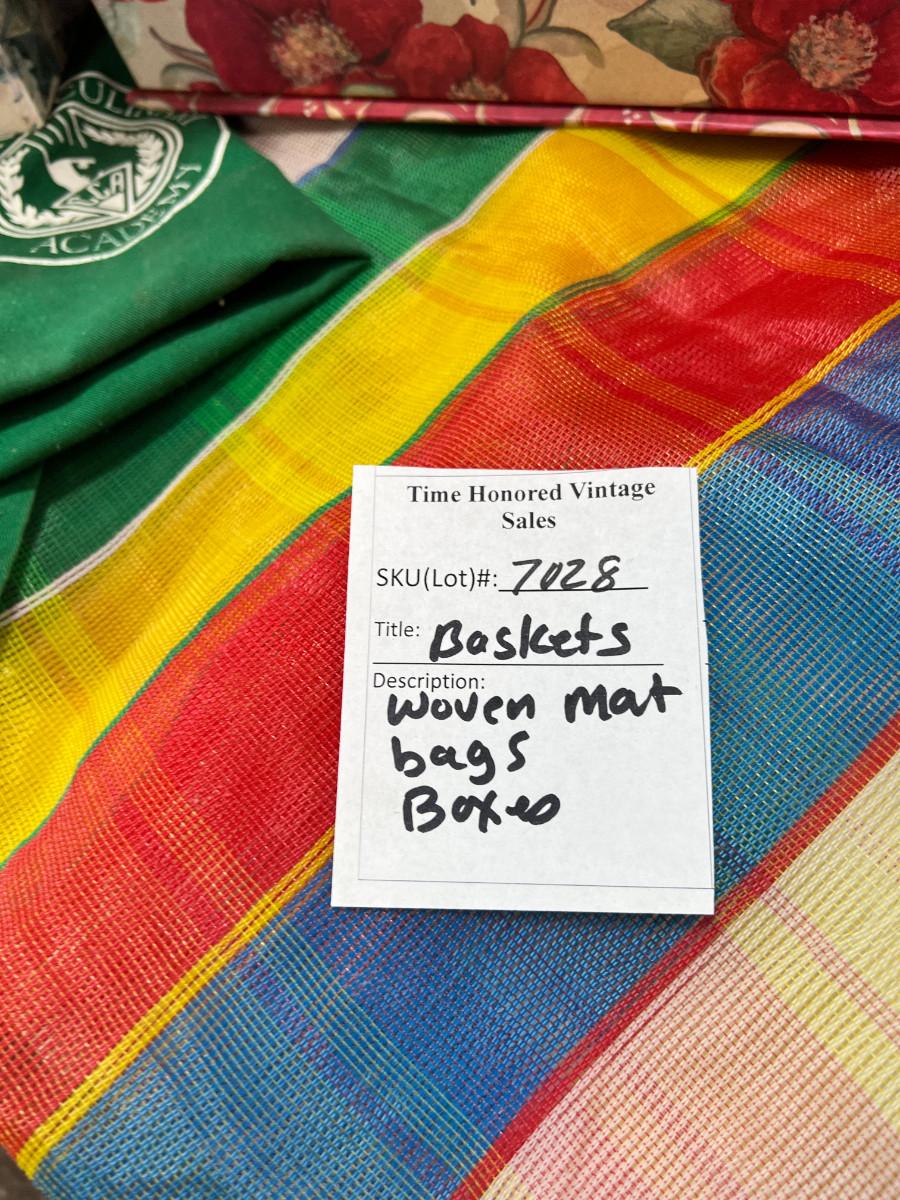 ACADEMY
Time Honored Vintage
Sales
SKU(Lot)#: 7028
Title: Baskets
Description:
woven mat
bags
Boxes